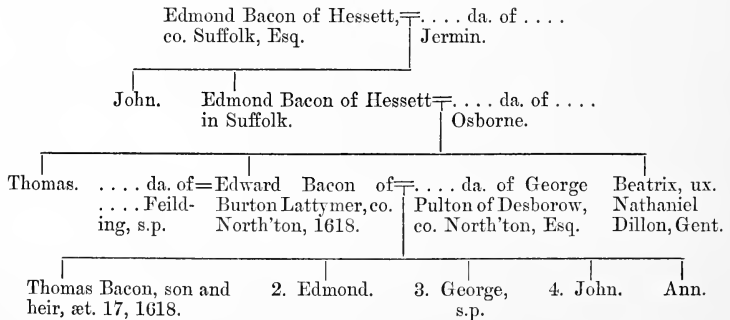 Edmond Bacon of Hessett,=. . . . da. of . . . .
co. Suffolk, Esq. Jermin.
John. Edmond Bacon of Hessett=. . . . da. of . . . .
in Suffolk. Osborne.
Thomas. . . . . da. of=Edward Bacon of=. . . . da. of George Beatrix, ux.
. . . . Feild- Burton Lattymer, co. Pulton of Desborow, Nathaniel
ing, s.p. North'ton, 1618. co. North'ton, Esq. Dillon, Gent.
Thomas Bacon, son and 2. Edmond. 3. George, 4. John. Ann.
heir, æt. 17, 1618. s.p.